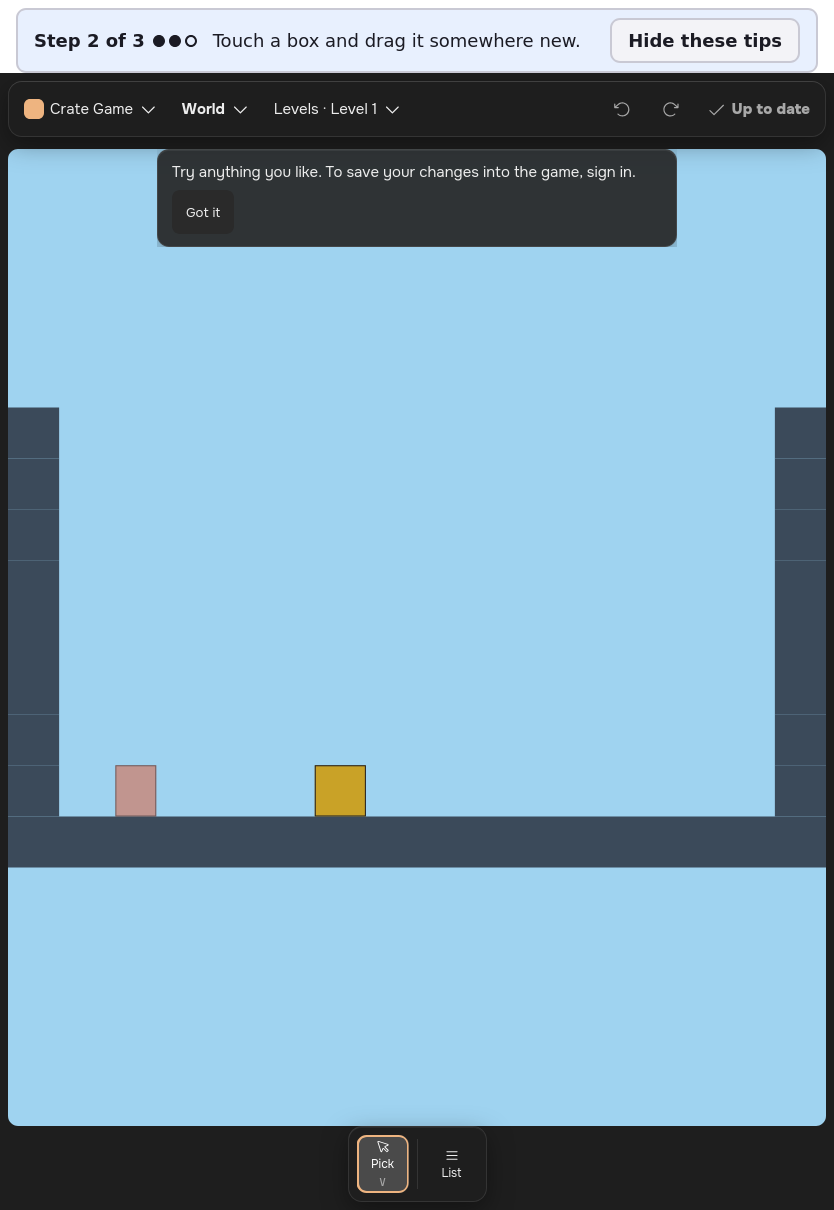 Step 2 of 3 Touch a box and drag it somewhere new. Hide these tips
Crate Game World Levels · Level 1 Up to date
Try anything you like. To save your changes into the game, sign in.
Got it
Pick List
V